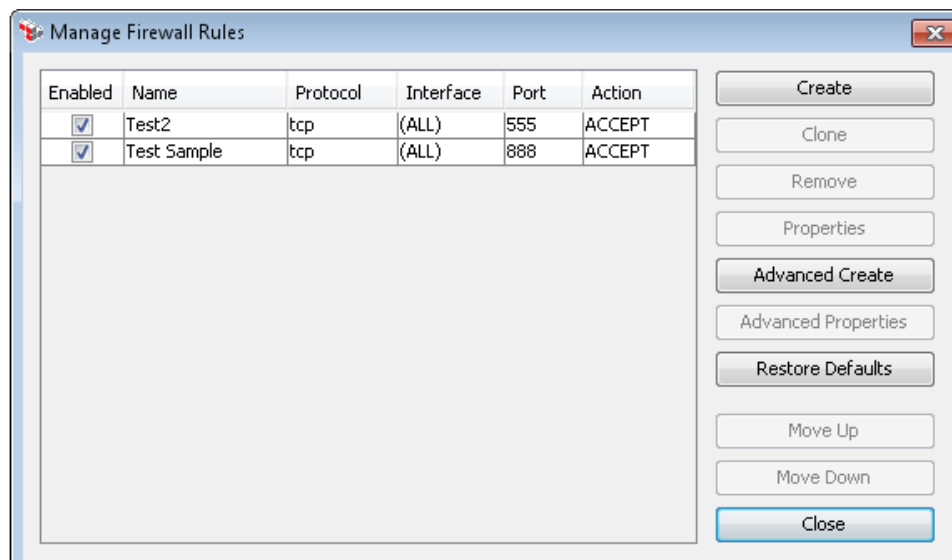 Manage Firewall Rules
Enabled Name Protocol Interface Port Action
Test2 tcp (ALL) 555 ACCEPT
Test Sample tcp (ALL) 888 ACCEPT
Create
Clone
Remove
Properties
Advanced Create
Advanced Properties
Restore Defaults
Move Up
Move Down
Close